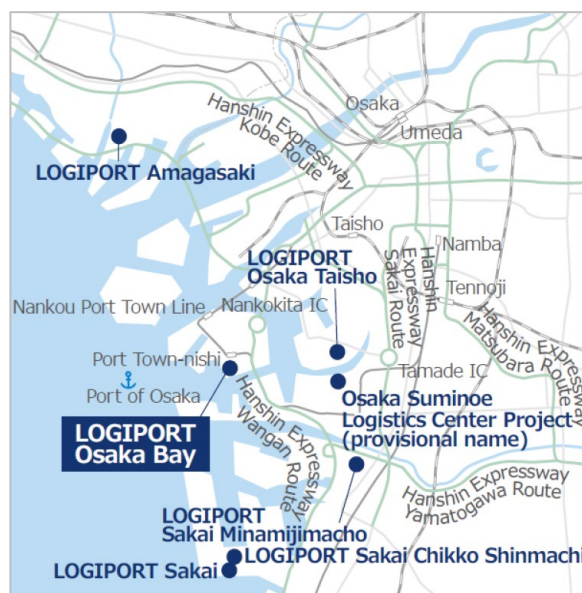 Osaka
Umeda
Hanshin Expressway
Kobe Route
LOGIPORT Amagasaki
Taisho
Namba
LOGIPORT
Osaka Taisho
Hanshin
Expressway
Sakai Route
Tennoji
Nankou Port Town Line
Nankokita IC
Hanshin Expressway
Matsubara Route
Port Town-nishi
Port of Osaka
Tamade IC
Osaka Suminoe
Logistics Center Project
(provisional name)
LOGIPORT
Osaka Bay
Hanshin Expressway
Wangan Route
Hanshin Expressway
Yamatogawa Route
LOGIPORT
Sakai Minamijimacho
LOGIPORT Sakai Chikko Shinmachi
LOGIPORT Sakai